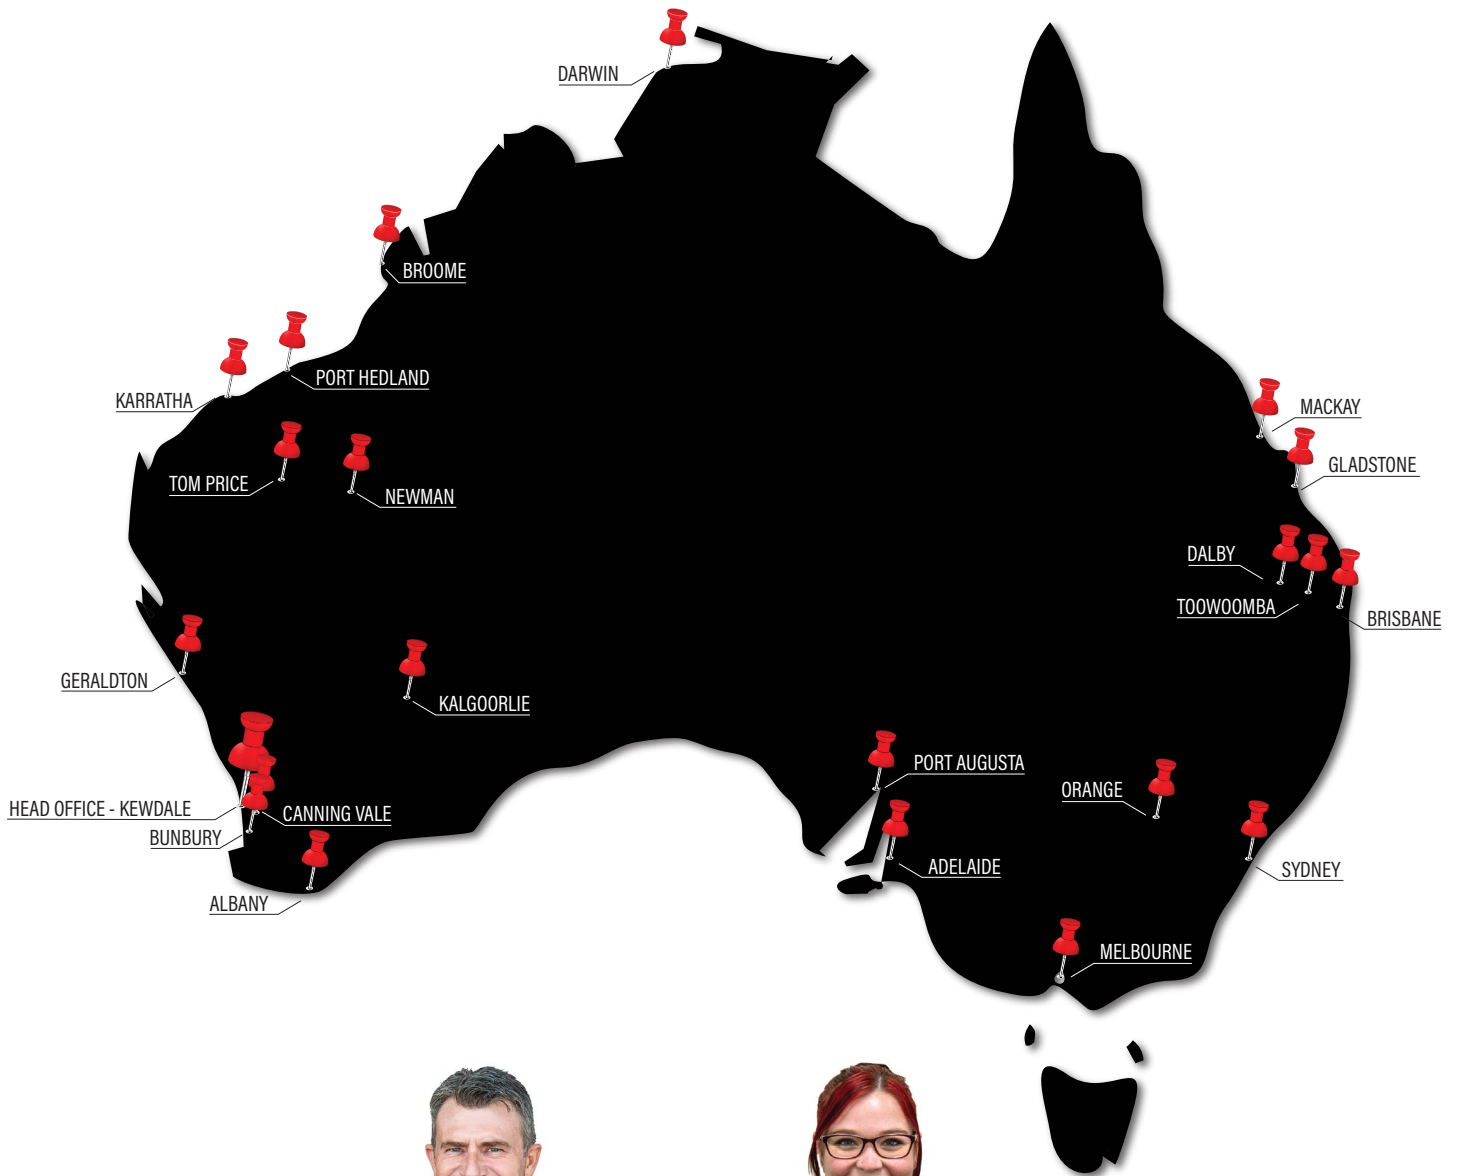 DARWIN
BROOME
PORT HEDLAND
KARRATHA
MACKAY
GLADSTONE
TOM PRICE
NEWMAN
DALBY
TOOWOOMBA
BRISBANE
GERALDTON
KALGOORLIE
PORT AUGUSTA
ORANGE
HEAD OFFICE - KEWDALE
CANNING VALE
BUNBURY
ADELAIDE
SYDNEY
ALBANY
MELBOURNE